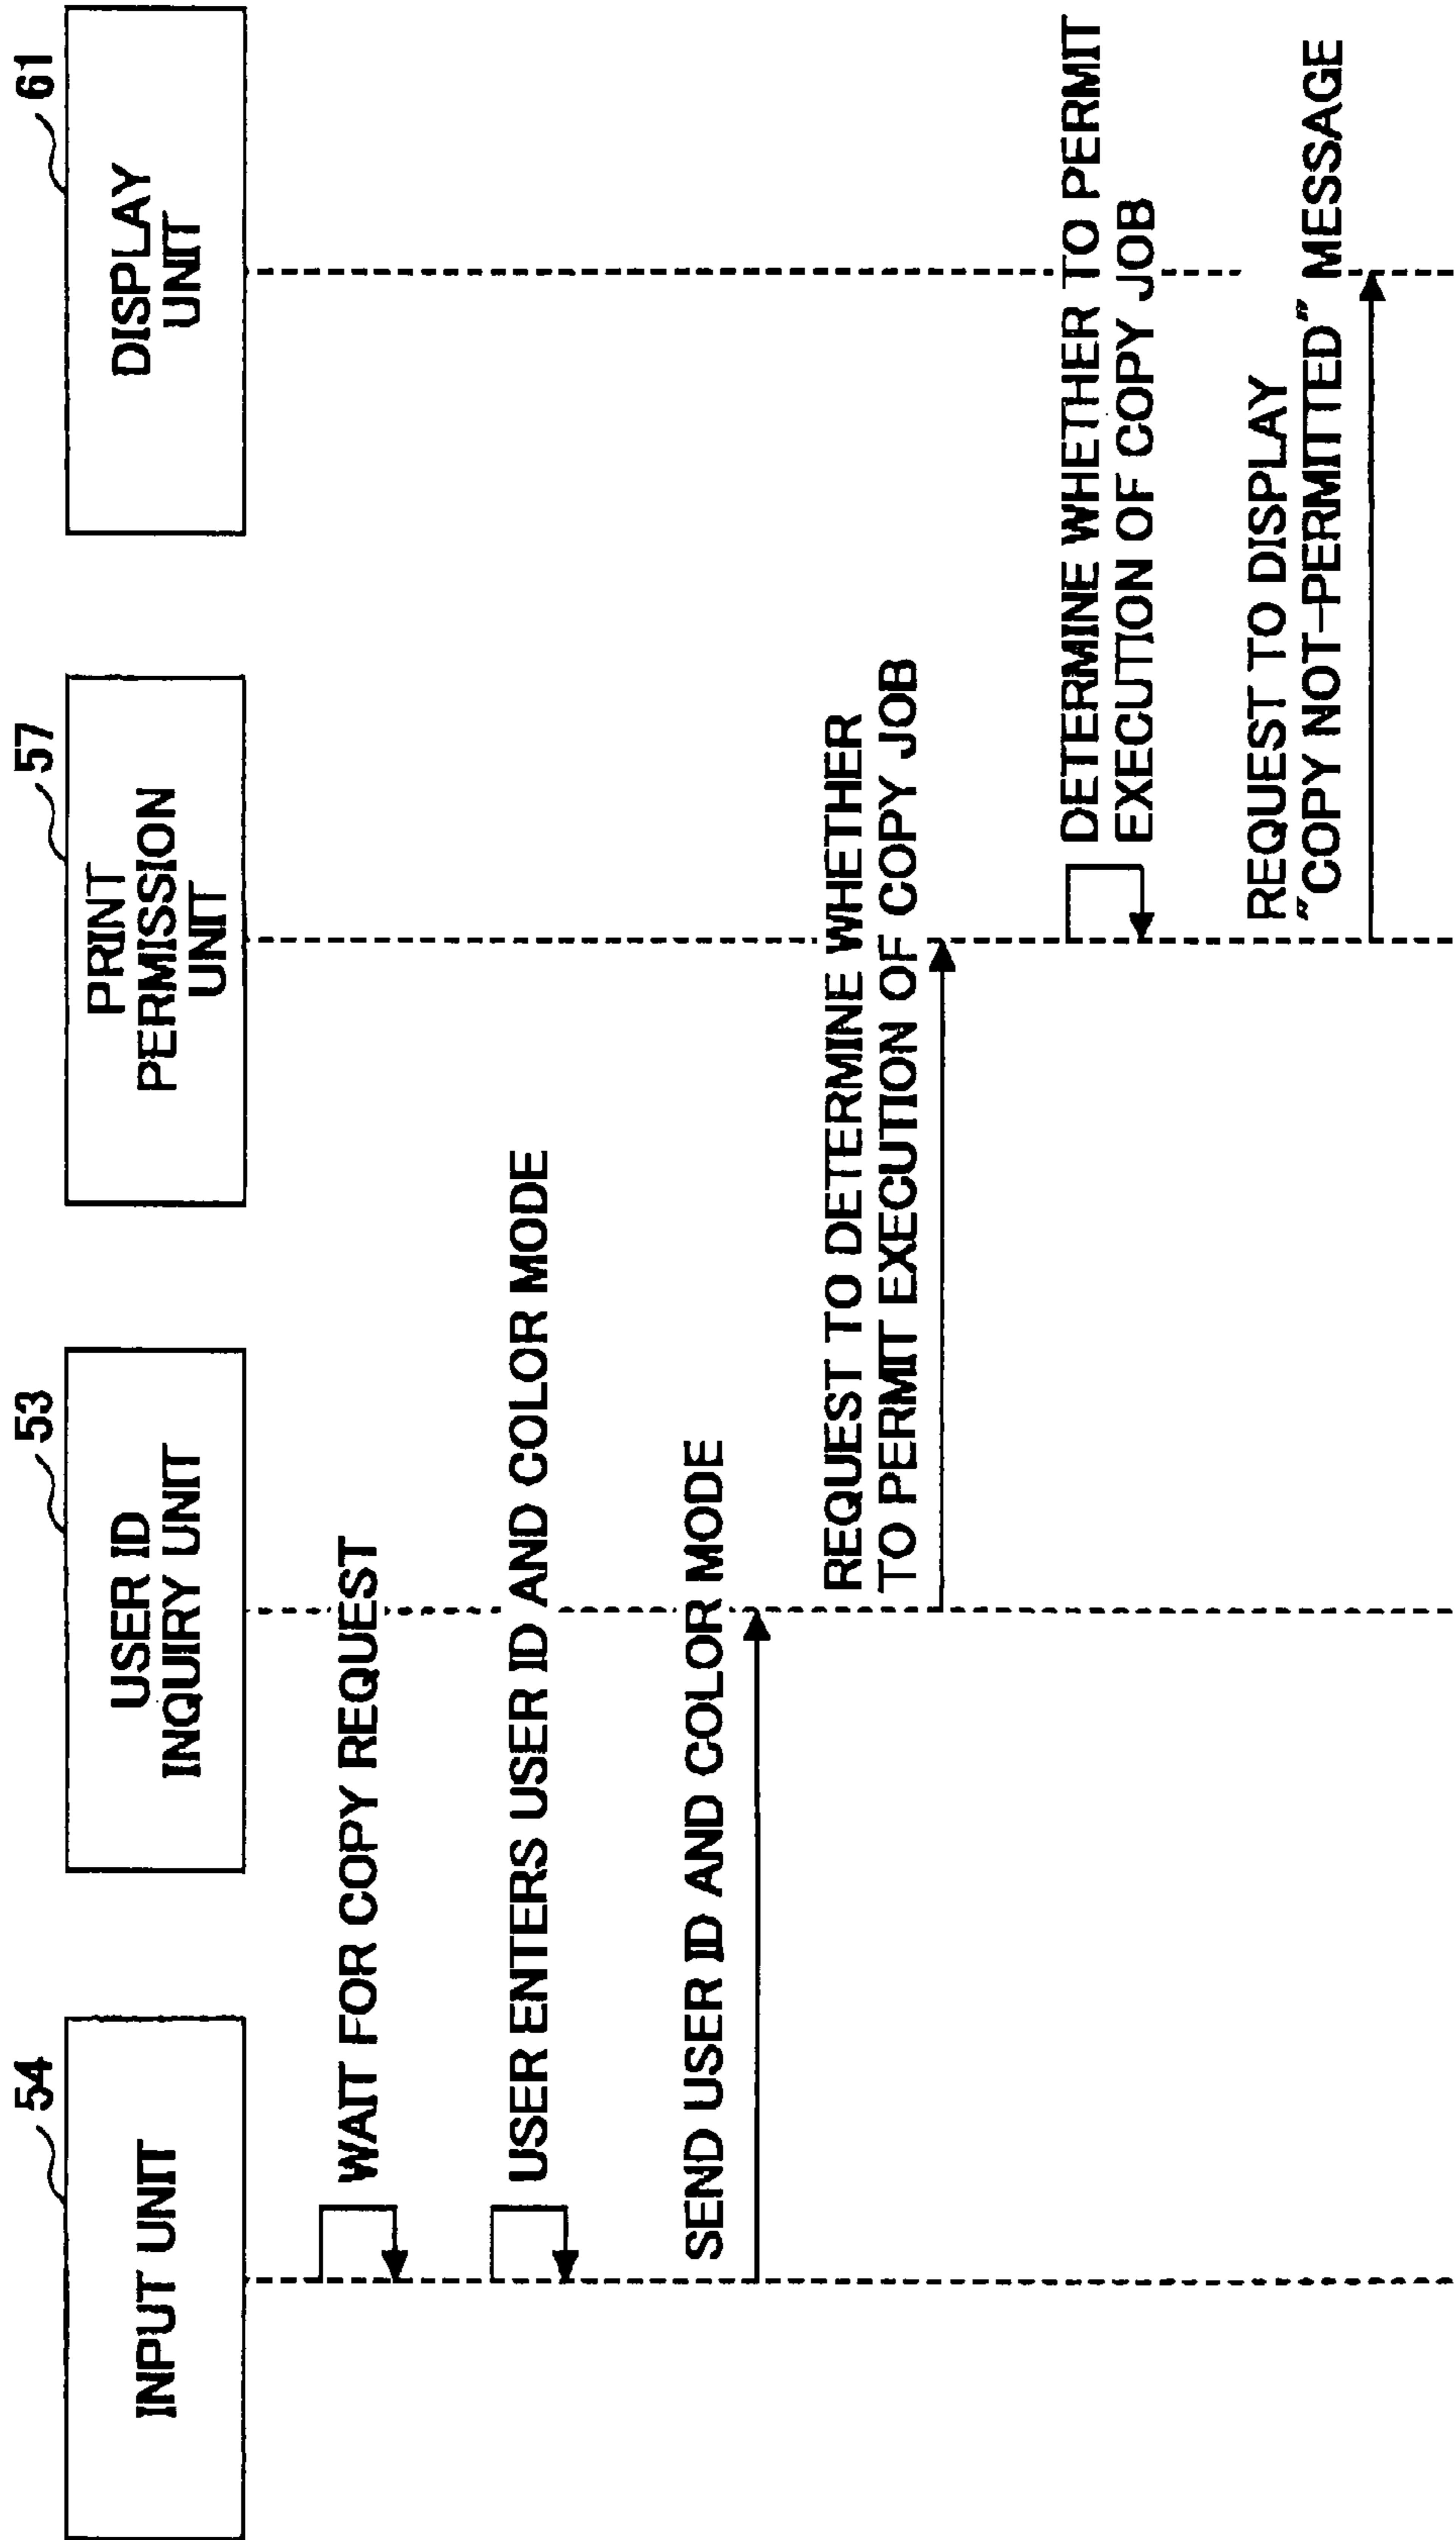 54
INPUT UNIT
53
USER ID
INQUIRY UNIT
57
PRINT
PERMISSION
UNIT
61
DISPLAY
UNIT
WAIT FOR COPY REQUEST
USER ENTERS USER ID AND COLOR MODE
SEND USER ID AND COLOR MODE
REQUEST TO DETERMINE WHETHER
TO PERMIT EXECUTION OF COPY JOB
DETERMINE WHETHER TO PERMIT
EXECUTION OF COPY JOB
REQUEST TO DISPLAY
"COPY NOT-PERMITTED" MESSAGE